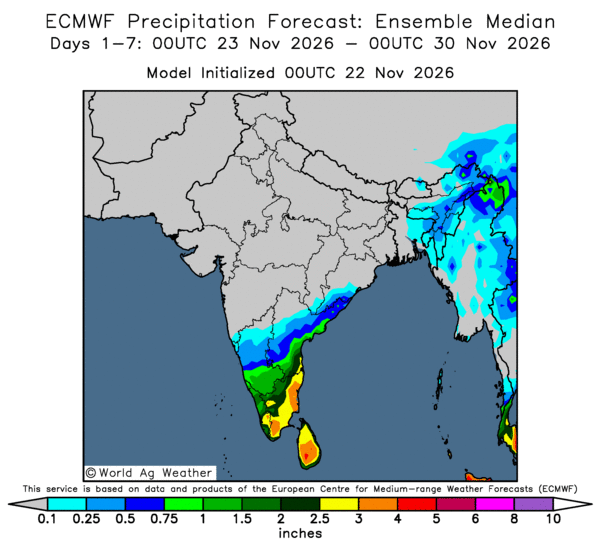 ECMWF Precipitation Forecast: Ensemble Median
Days 1–7: 00UTC 23 Nov 2026 – 00UTC 30 Nov 2026
Model Initialized 00UTC 22 Nov 2026
© World Ag Weather
This service is based on data and products of the European Centre for Medium-range Weather Forecasts (ECMWF)
0.1 0.25 0.5 0.75 1 1.5 2 2.5 3 4 5 6 8 10
inches